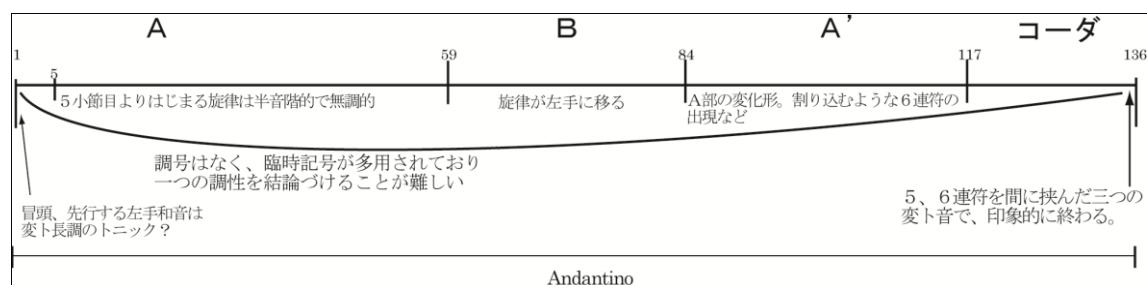 A
B
A’
コーダ
1
5
59
84
117
136
5小節目よりはじまる旋律は半音階的で無調的
旋律が左手に移る
A部の変化形。割り込むような6連符の
出現など
調号はなく、臨時記号が多用されており
一つの調性を結論づけることが難しい
冒頭、先行する左手和音は
変ト長調のトニック?
5、6連符を間に挟んだ三つの
変ト音で、印象的に終わる。
Andantino